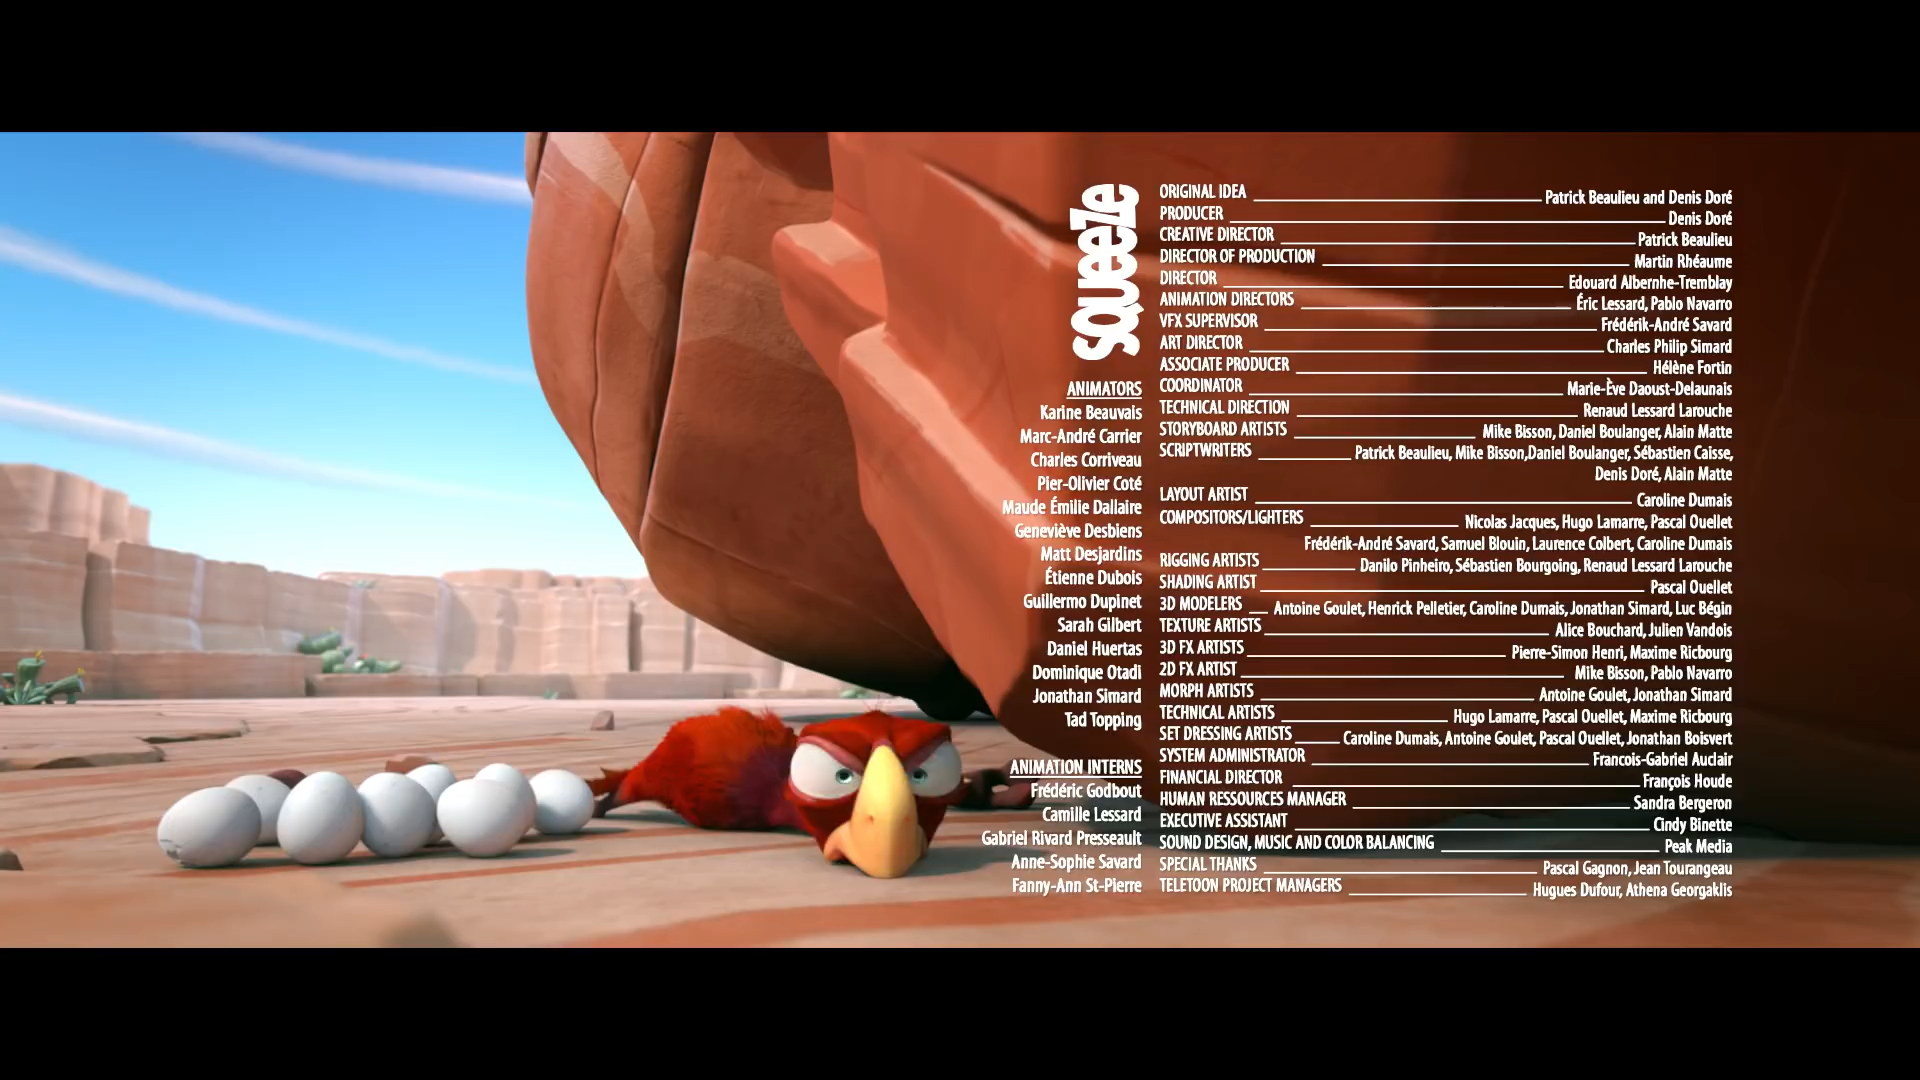 squeeze
ANIMATORS
Karine Beauvais
Marc-André Carrier
Charles Corriveau
Pier-Olivier Coté
Maude Émilie Dallaire
Geneviève Desbiens
Matt Desjardins
Étienne Dubois
Guillermo Dupinet
Sarah Gilbert
Daniel Huertas
Dominique Otadi
Jonathan Simard
Tad Topping
ANIMATION INTERNS
Frédéric Godbout
Camille Lessard
Gabriel Rivard Presseault
Anne-Sophie Savard
Fanny-Ann St-Pierre
ORIGINAL IDEA Patrick Beaulieu and Denis Doré
PRODUCER Denis Doré
CREATIVE DIRECTOR Patrick Beaulieu
DIRECTOR OF PRODUCTION Martin Rhéaume
DIRECTOR Edouard Albernhe-Tremblay
ANIMATION DIRECTORS Éric Lessard, Pablo Navarro
VFX SUPERVISOR Frédérik-André Savard
ART DIRECTOR Charles Philip Simard
ASSOCIATE PRODUCER Hélène Fortin
COORDINATOR Marie-Ève Daoust-Delaunais
TECHNICAL DIRECTION Renaud Lessard Larouche
STORYBOARD ARTISTS Mike Bisson, Daniel Boulanger, Alain Matte
SCRIPTWRITERS Patrick Beaulieu, Mike Bisson,Daniel Boulanger, Sébastien Caisse,
Denis Doré, Alain Matte
LAYOUT ARTIST Caroline Dumais
COMPOSITORS/LIGHTERS Nicolas Jacques, Hugo Lamarre, Pascal Ouellet
Frédérik-André Savard, Samuel Blouin, Laurence Colbert, Caroline Dumais
RIGGING ARTISTS Danilo Pinheiro, Sébastien Bourgoing, Renaud Lessard Larouche
SHADING ARTIST Pascal Ouellet
3D MODELERS Antoine Goulet, Henrick Pelletier, Caroline Dumais, Jonathan Simard, Luc Bégin
TEXTURE ARTISTS Alice Bouchard, Julien Vandois
3D FX ARTISTS Pierre-Simon Henri, Maxime Ricbourg
2D FX ARTIST Mike Bisson, Pablo Navarro
MORPH ARTISTS Antoine Goulet, Jonathan Simard
TECHNICAL ARTISTS Hugo Lamarre, Pascal Ouellet, Maxime Ricbourg
SET DRESSING ARTISTS Caroline Dumais, Antoine Goulet, Pascal Ouellet, Jonathan Boisvert
SYSTEM ADMINISTRATOR Francois-Gabriel Auclair
FINANCIAL DIRECTOR François Houde
HUMAN RESSOURCES MANAGER Sandra Bergeron
EXECUTIVE ASSISTANT Cindy Binette
SOUND DESIGN, MUSIC AND COLOR BALANCING Peak Media
SPECIAL THANKS Pascal Gagnon, Jean Tourangeau
TELETOON PROJECT MANAGERS Hugues Dufour, Athena Georgaklis